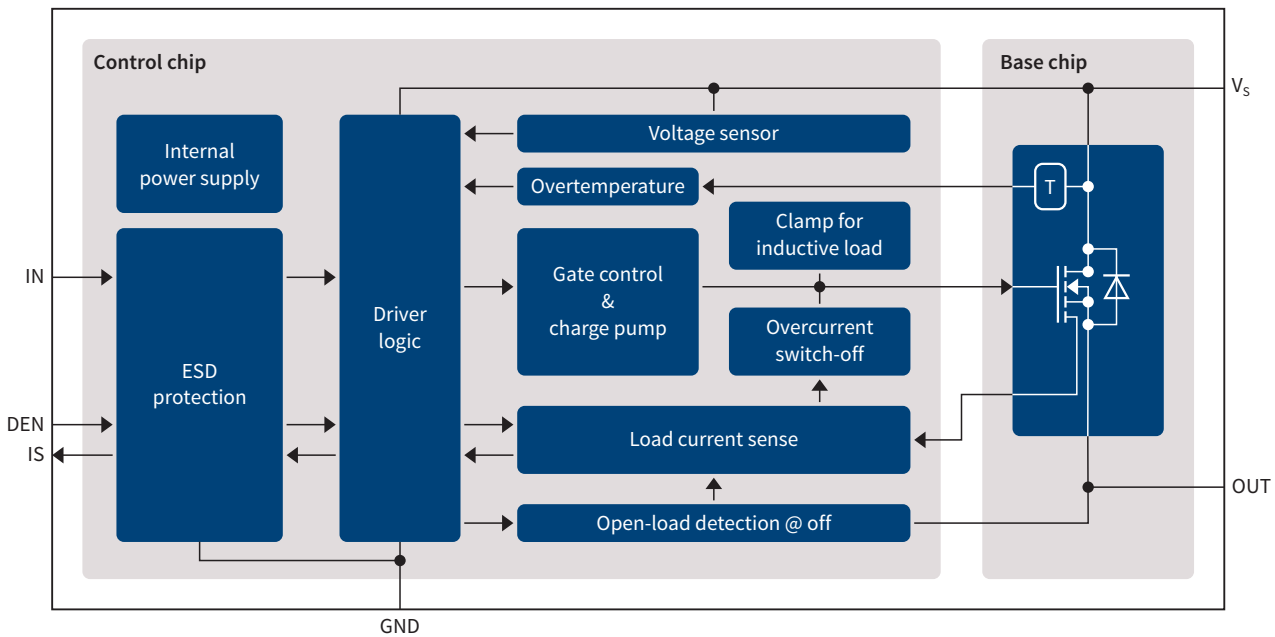 Control chip
Base chip
V_S
Internal
power supply
Voltage sensor
Overtemperature
T
Clamp for
inductive load
IN
Gate control
&
charge pump
Driver
logic
Overcurrent
switch-off
ESD
protection
DEN
IS
Load current sense
OUT
Open-load detection @ off
GND